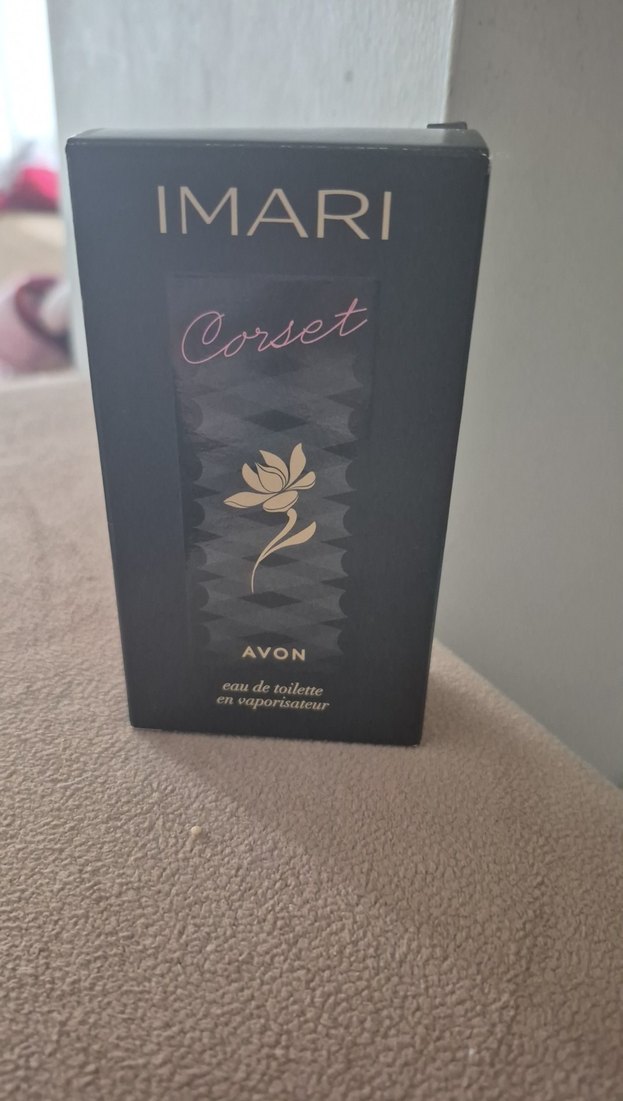 IMARI
Corset
AVON
eau de toilette
en vaporisateur